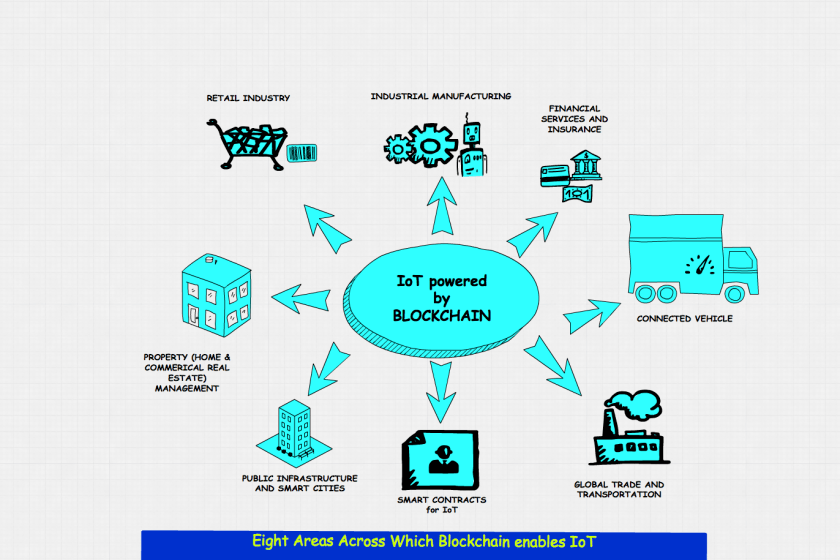 RETAIL INDUSTRY
INDUSTRIAL MANUFACTURING
FINANCIAL
SERVICES AND
INSURANCE
IoT powered
by
BLOCKCHAIN
CONNECTED VEHICLE
PROPERTY (HOME &
COMMERICAL REAL
ESTATE)
MANAGEMENT
PUBLIC INFRASTRUCTURE
AND SMART CITIES
SMART CONTRACTS
for IoT
GLOBAL TRADE AND
TRANSPORTATION
Eight Areas Across Which Blockchain enables IoT